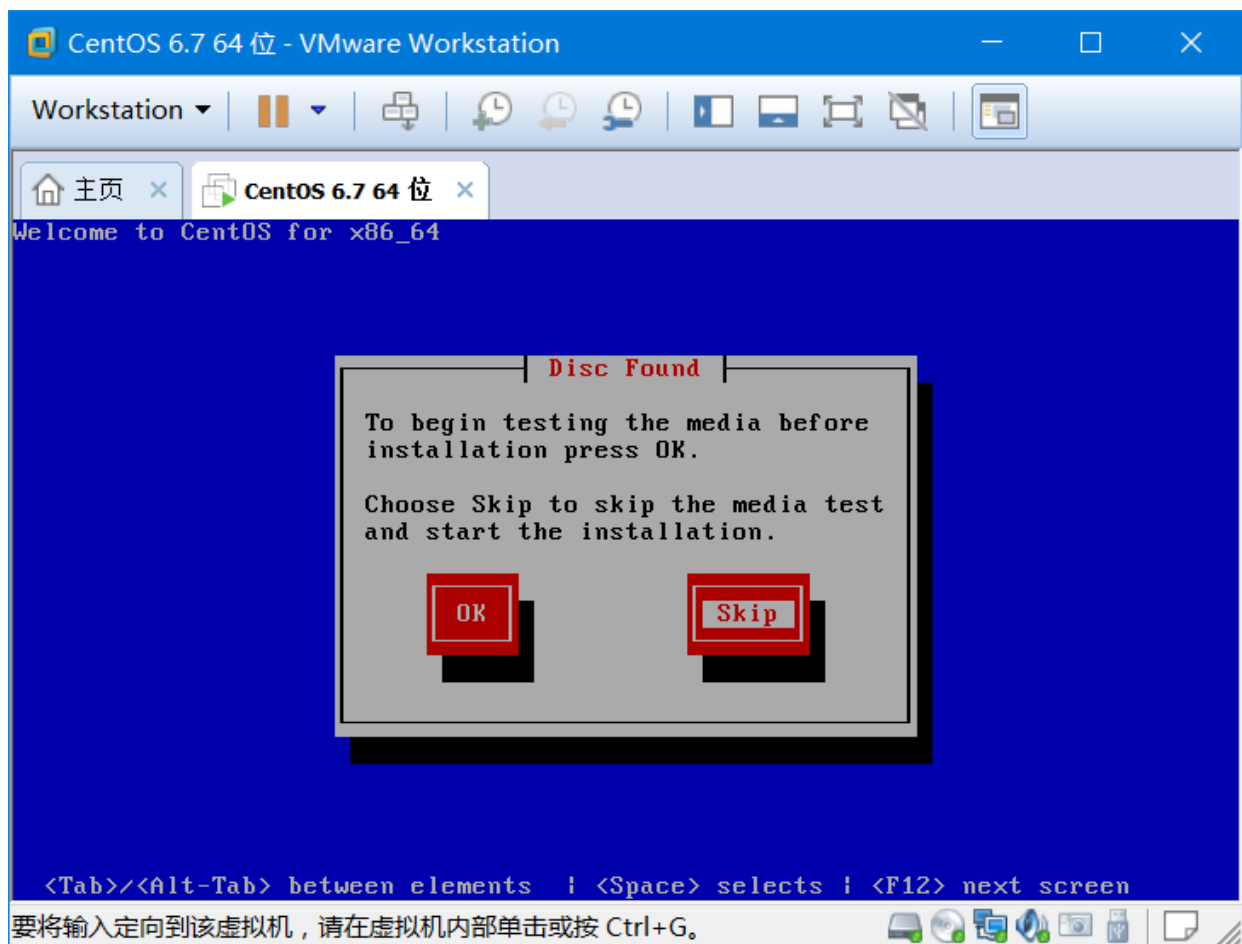 CentOS 6.7 64 位 - VMware Workstation
Workstation
主页 CentOS 6.7 64 位
Welcome to CentOS for x86_64
Disc Found
To begin testing the media before
installation press OK.
Choose Skip to skip the media test
and start the installation.
OK Skip
<Tab>/<Alt-Tab> between elements | <Space> selects | <F12> next screen
要将输入定向到该虚拟机，请在虚拟机内部单击或按 Ctrl+G。